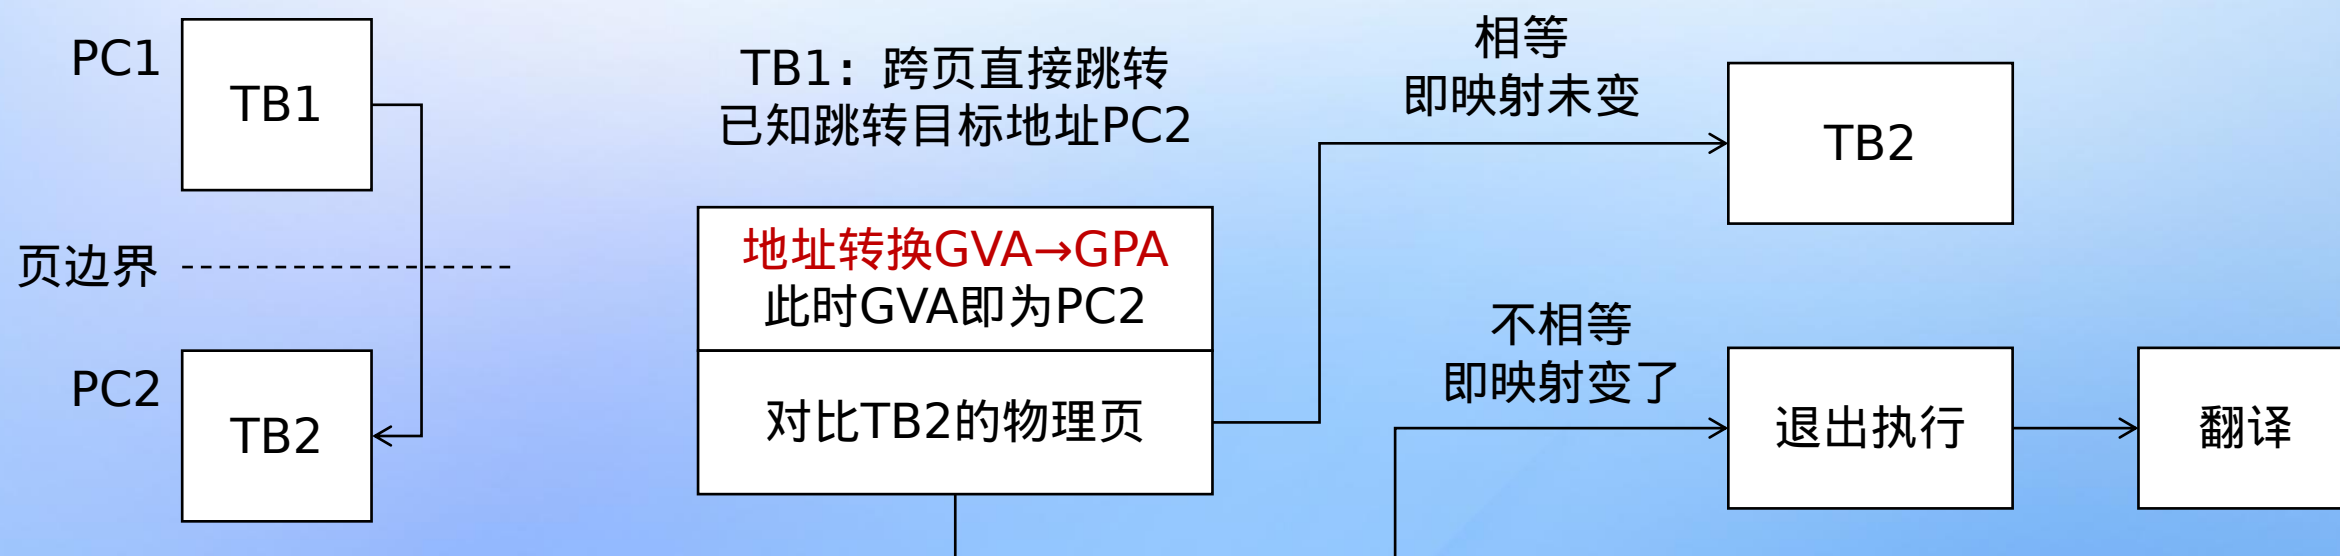 PC1
TB1
页边界
PC2
TB2
TB1：跨页直接跳转
已知跳转目标地址PC2
地址转换GVA→GPA
此时GVA即为PC2
对比TB2的物理页
相等
即映射未变
TB2
不相等
即映射变了
退出执行
翻译